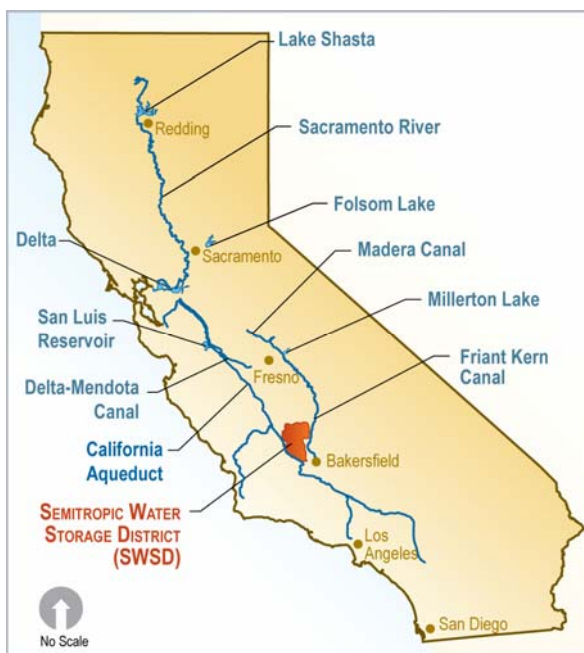 Lake Shasta
Redding
Sacramento River
Folsom Lake
Delta
Sacramento
Madera Canal
Millerton Lake
San Luis
Reservoir
Fresno
Friant Kern
Canal
Delta-Mendota
Canal
California
Aqueduct
Bakersfield
SEMITROPIC WATER
STORAGE DISTRICT
(SWSD)
Los
Angeles
San Diego
No Scale